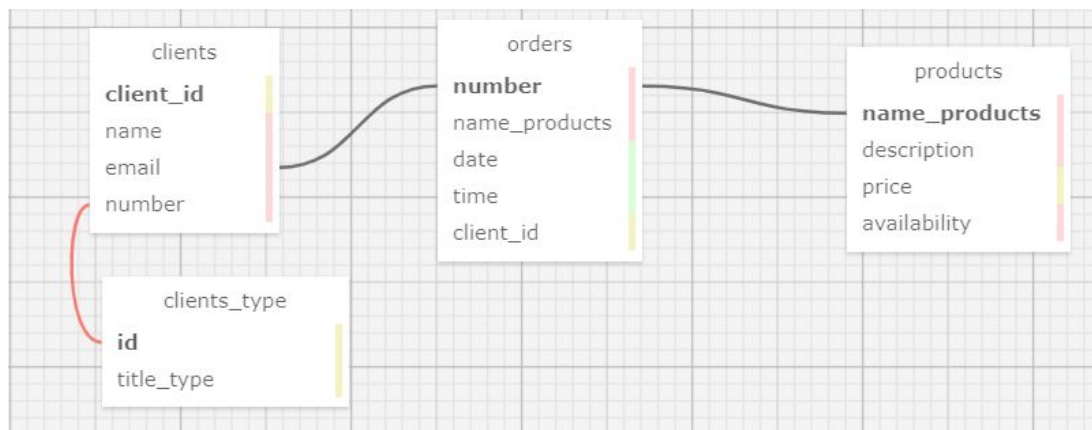 clients
client_id
name
email
number
orders
number
name_products
date
time
client_id
products
name_products
description
price
availability
clients_type
id
title_type